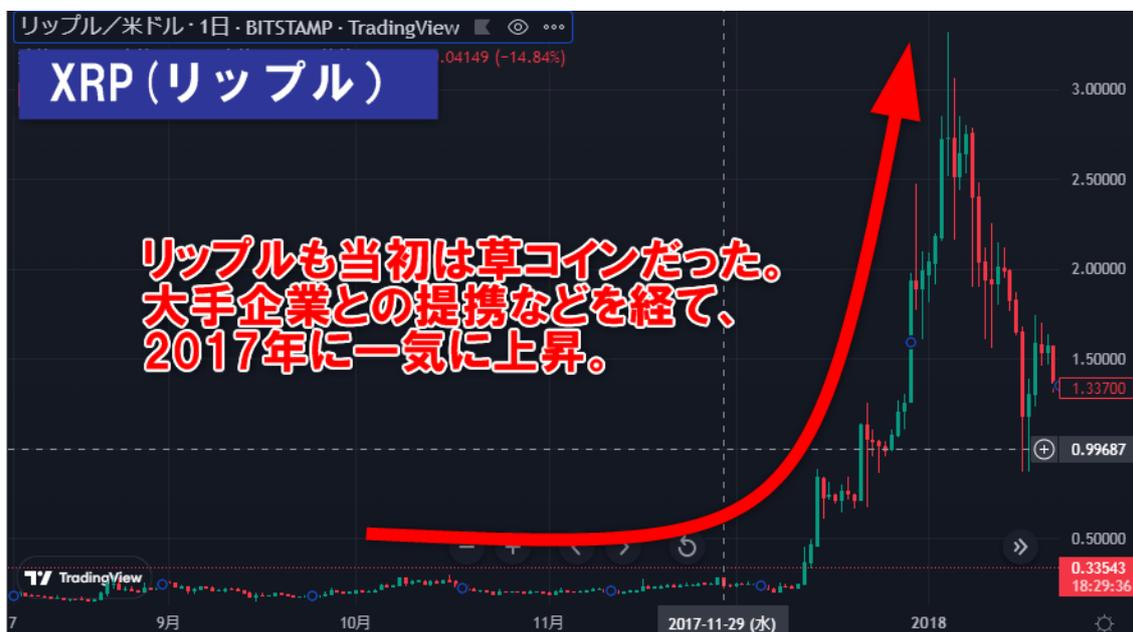 リップル／米ドル・1日・BITSTAMP・TradingView
.04149 (−14.84%)
XRP(リップル)
3.00000
2.50000
リップルも当初は草コインだった。
大手企業との提携などを経て、
2017年に一気に上昇。
2.00000
1.50000
1.33700
0.99687
0.50000
0.33543
18:29:36
TradingView
7
9月
10月
11月
2017-11-29 (水)
2018